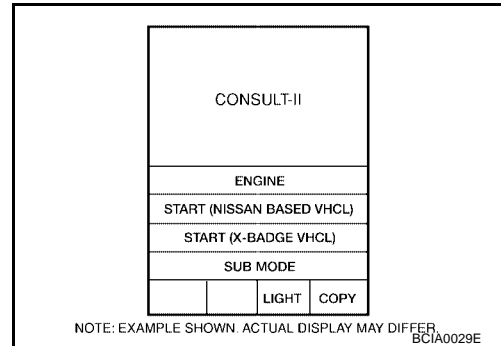 CONSULT-II
ENGINE
START (NISSAN BASED VHCL)
START (X-BADGE VHCL)
SUB MODE
LIGHT COPY
NOTE: EXAMPLE SHOWN. ACTUAL DISPLAY MAY DIFFER.
BCIA0029E